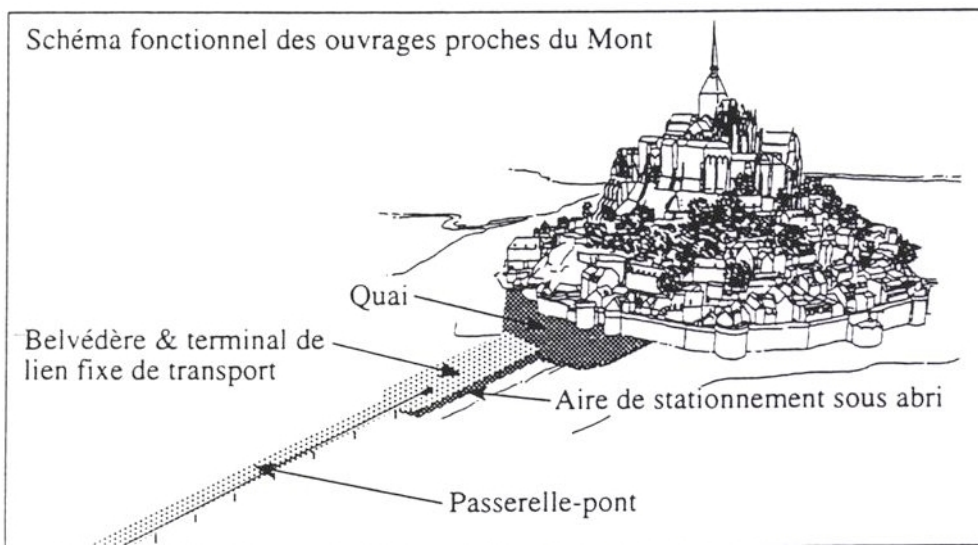 Schéma fonctionnel des ouvrages proches du Mont
Quai
Belvédère & terminal de
lien fixe de transport
Aire de stationnement sous abri
Passerelle-pont